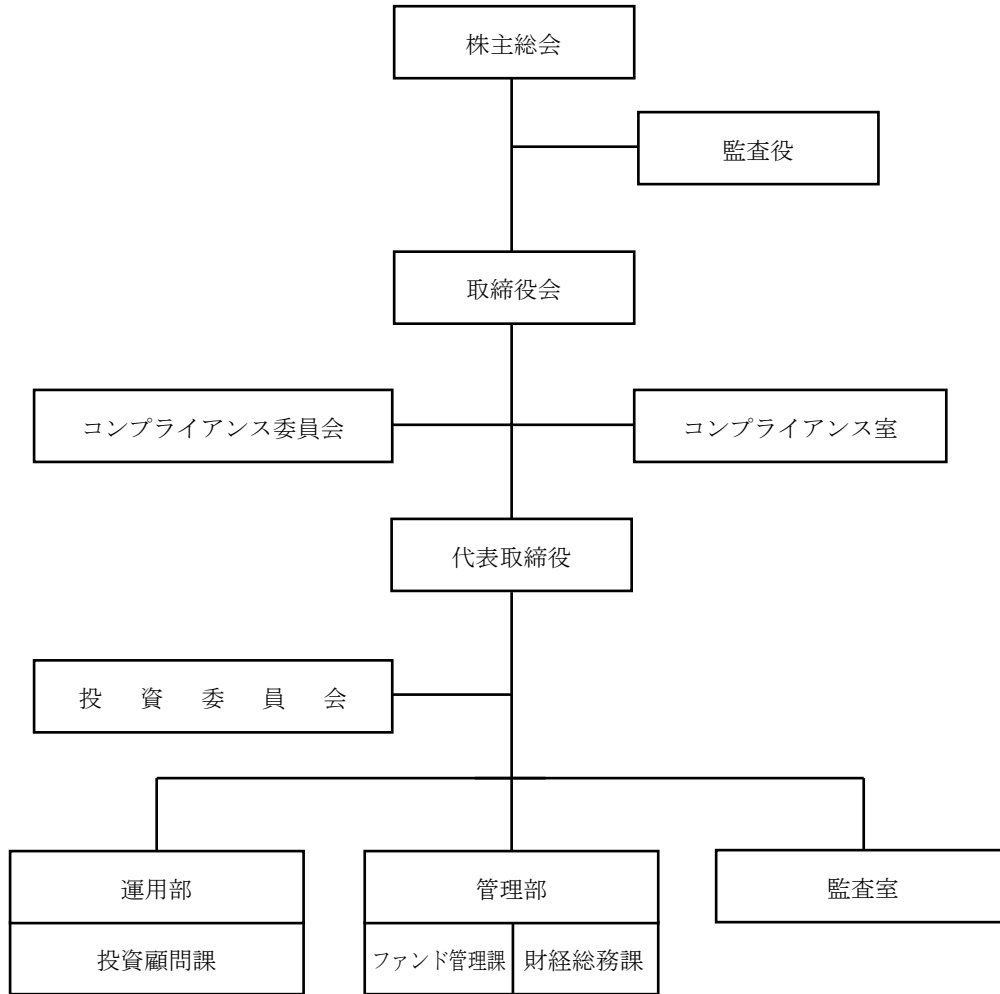 株主総会
監査役
取締役会
コンプライアンス委員会
コンプライアンス室
代表取締役
投資委員会
運用部
管理部
監査室
投資顧問課
ファンド管理課
財経総務課